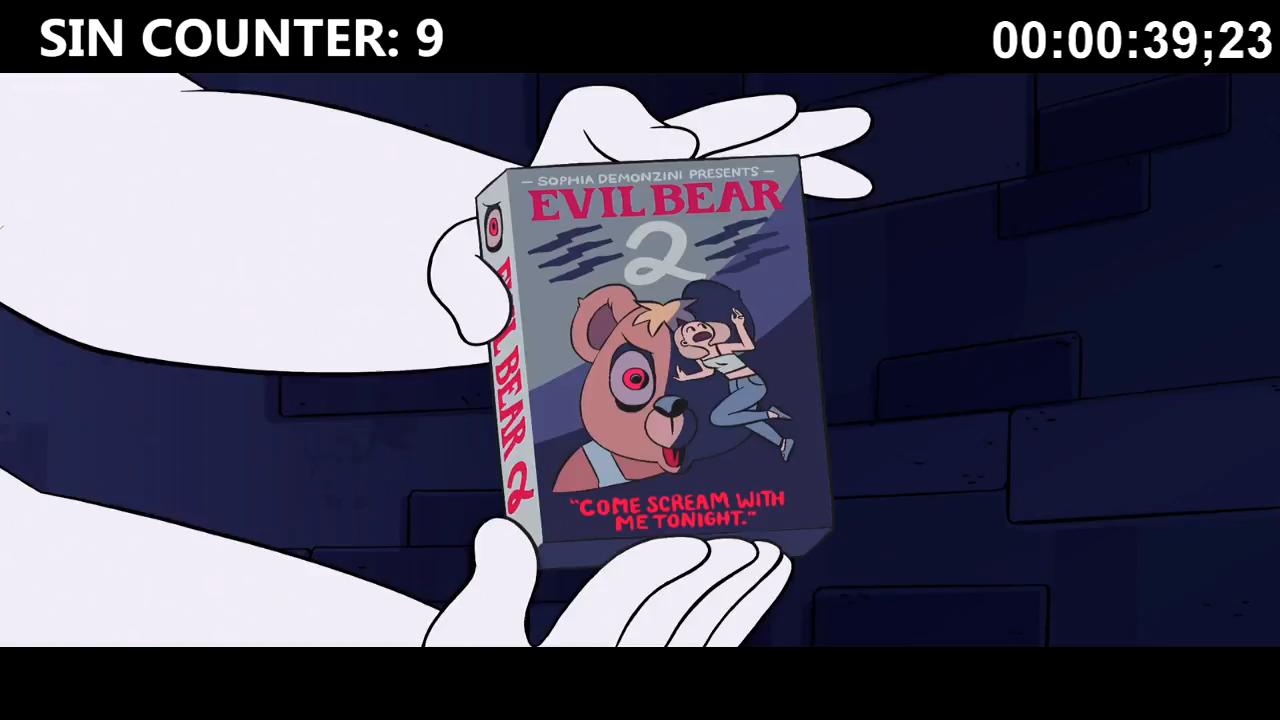 SIN COUNTER: 9
00:00:39;23
— SOPHIA DEMONZINI PRESENTS —
EVIL BEAR
2
EVIL BEAR 2
"COME SCREAM WITH
ME TONIGHT."